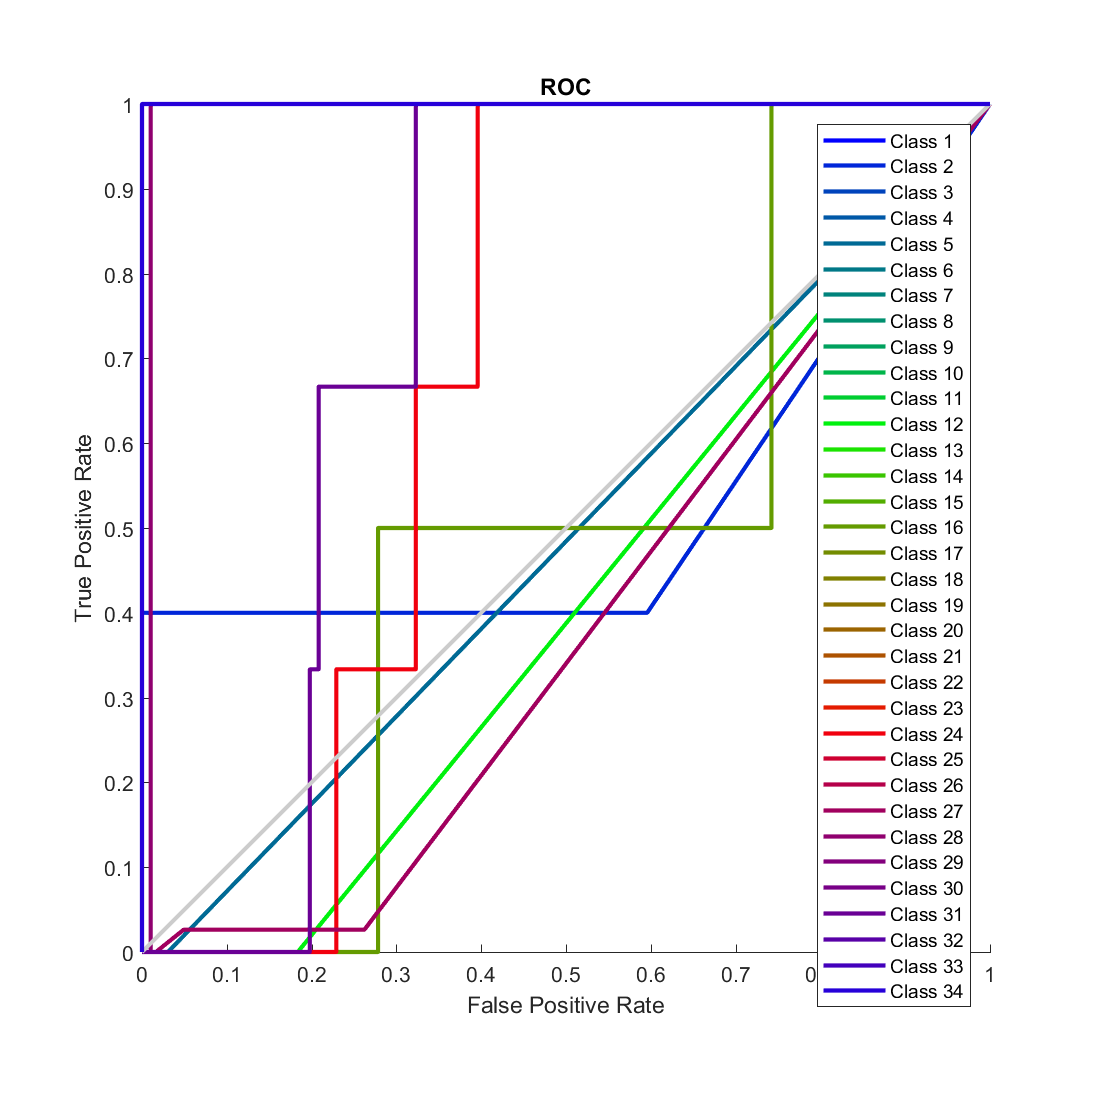 ROC
1
0.9
0.8
0.7
0.6
0.5
0.4
0.3
0.2
0.1
0
True Positive Rate
0 0.1 0.2 0.3 0.4 0.5 0.6 0.7 1
False Positive Rate
Class 1
Class 2
Class 3
Class 4
Class 5
Class 6
Class 7
Class 8
Class 9
Class 10
Class 11
Class 12
Class 13
Class 14
Class 15
Class 16
Class 17
Class 18
Class 19
Class 20
Class 21
Class 22
Class 23
Class 24
Class 25
Class 26
Class 27
Class 28
Class 29
Class 30
Class 31
Class 32
Class 33
Class 34